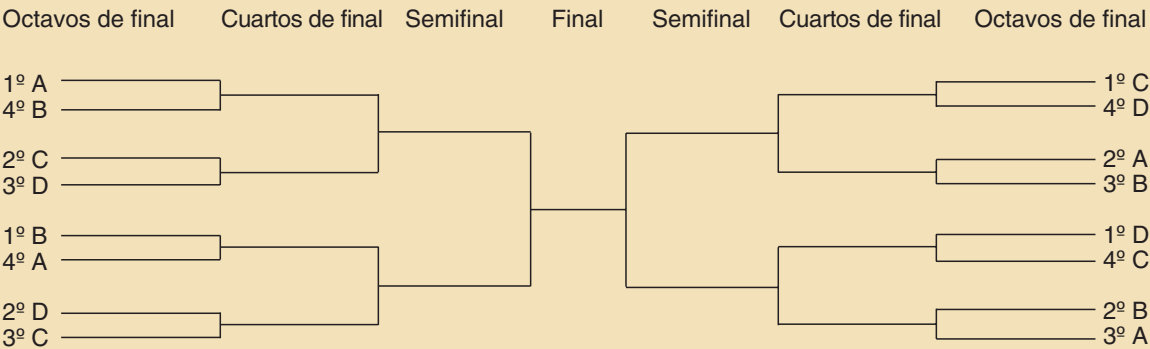 Octavos de final Cuartos de final Semifinal Final Semifinal Cuartos de final Octavos de final
1º A
4º B
2º C
3º D
1º B
4º A
2º D
3º C
1º C
4º D
2º A
3º B
1º D
4º C
2º B
3º A